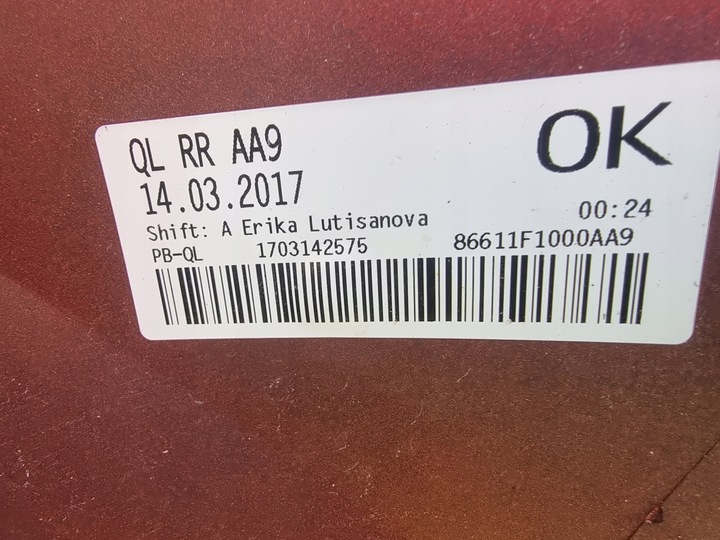 QL RR AA9
OK
14.03.2017
00:24
Shift: A Erika Lutisanova
PB-QL 1703142575 86611F1000AA9